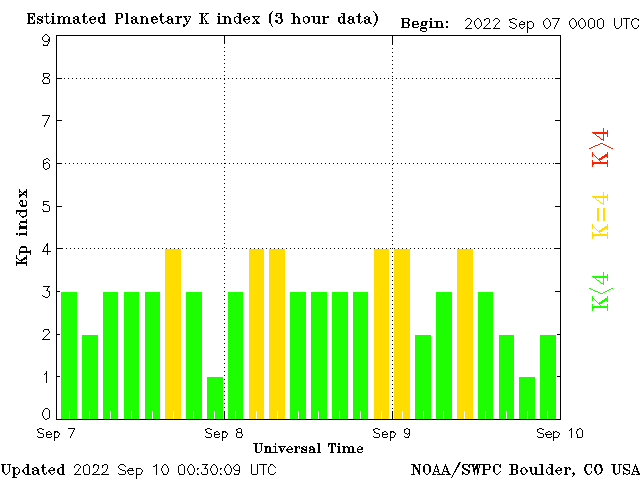 Estimated Planetary K index (3 hour data)
Begin: 2022 Sep 07 0000 UTC
9
8
7
6
5
4
3
2
1
0
Kp index
K>4
K=4
K<4
Sep 7
Sep 8
Sep 9
Sep 10
Universal Time
Updated 2022 Sep 10 00:30:09 UTC
NOAA/SWPC Boulder, CO USA